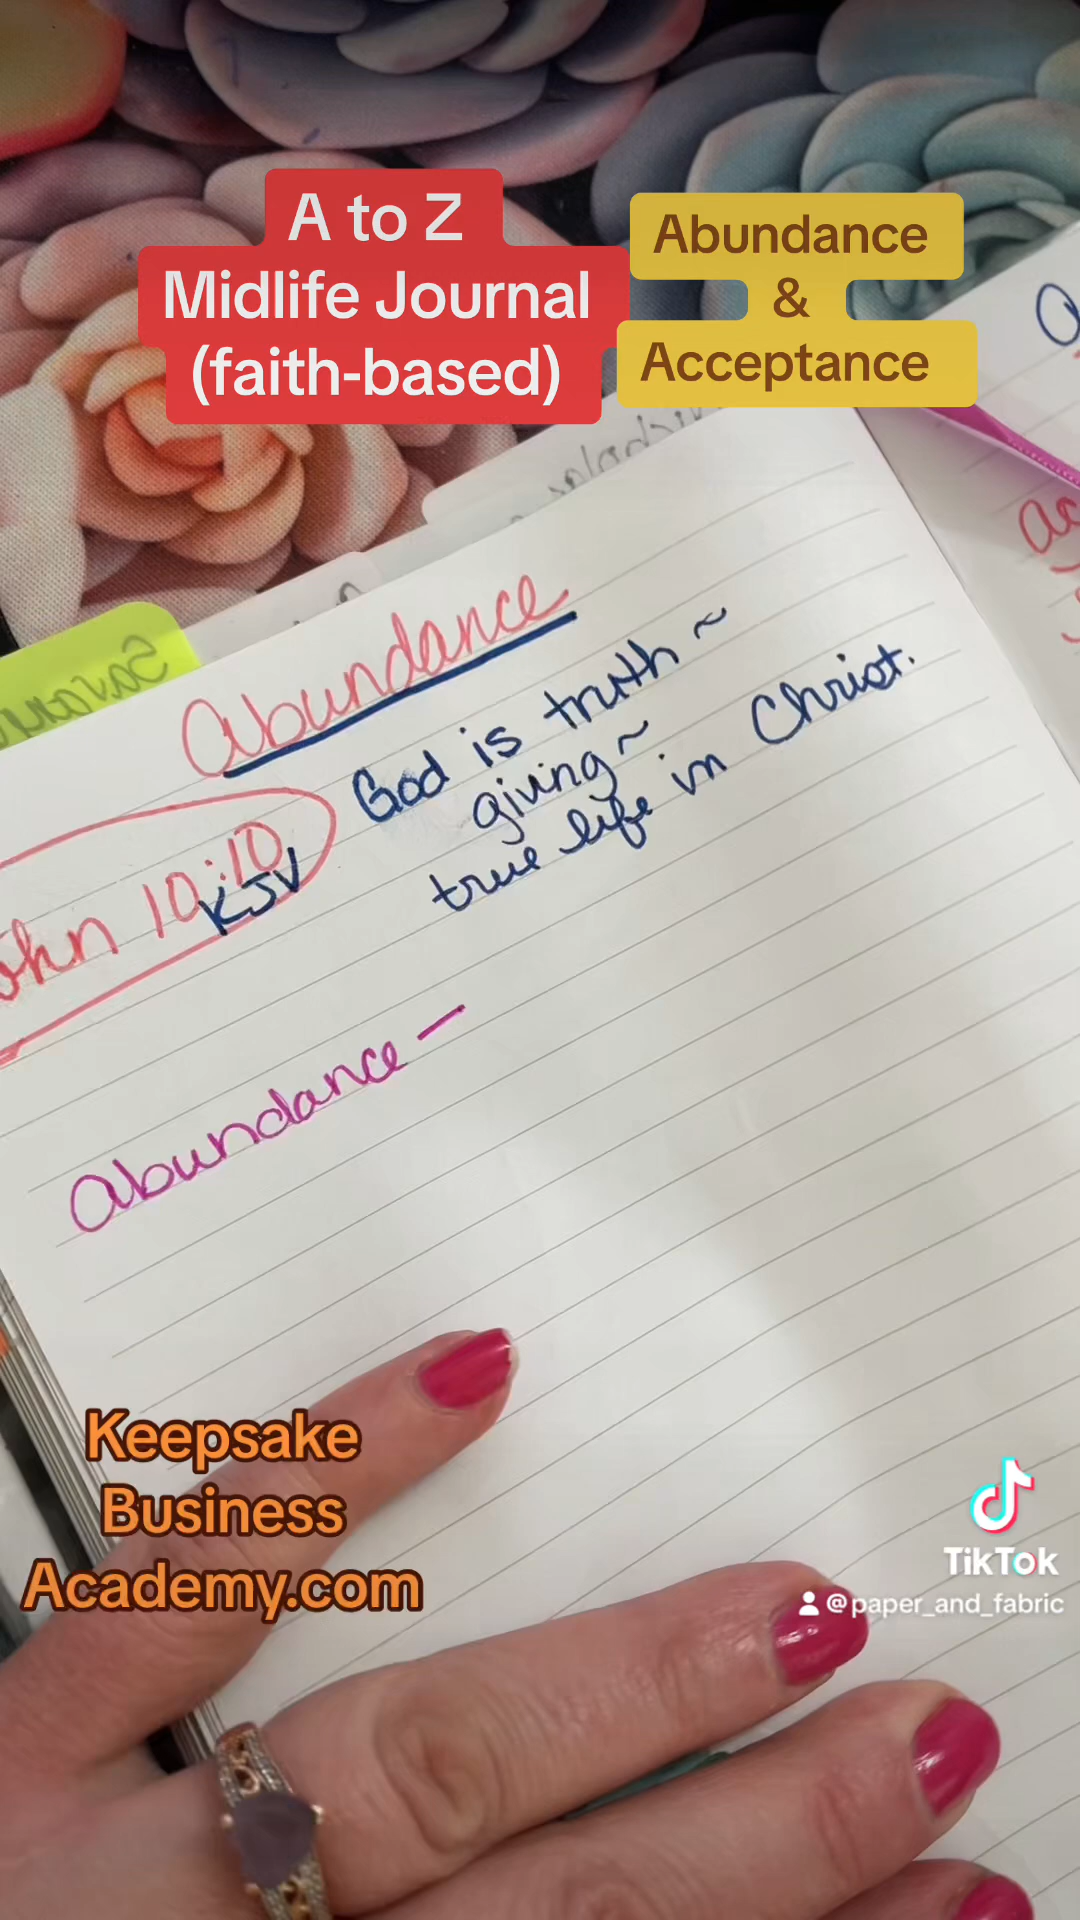 A to Z
Midlife Journal
(faith-based)
Abundance
&
Acceptance
Abundance
God is truth ~
giving ~
true life in Christ.
John 10:10
KJV
Abundance —
Keepsake
Business
Academy.com
TikTok
@paper_and_fabric